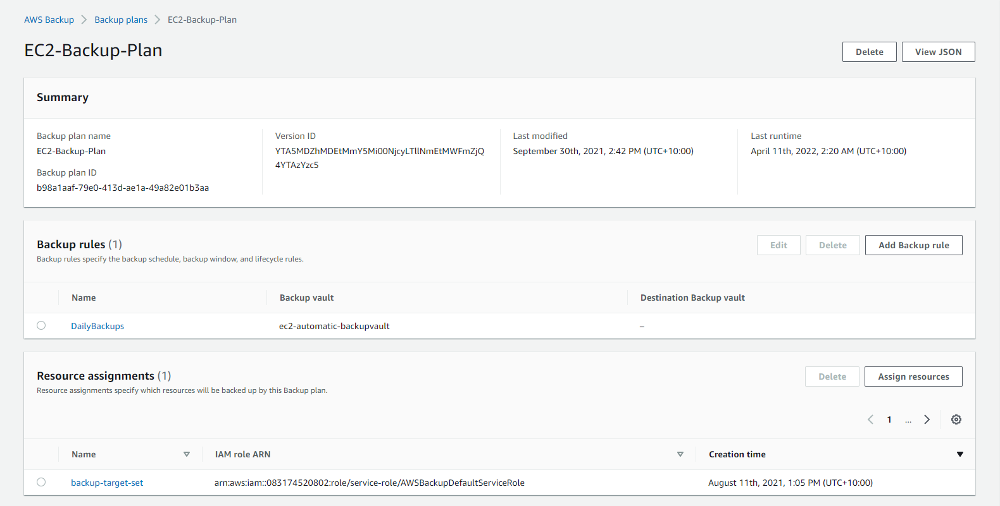 AWS Backup > Backup plans > EC2-Backup-Plan
EC2-Backup-Plan
Delete
View JSON
Summary
Backup plan name
EC2-Backup-Plan
Backup plan ID
b98a1aaf-79e0-413d-ae1a-49a82e01b3aa
Version ID
YTA5MDZhMDEtMmY5Mi00NjcyLTllNmEtMWFmZjQ
4YTAzYzc5
Last modified
September 30th, 2021, 2:42 PM (UTC+10:00)
Last runtime
April 11th, 2022, 2:20 AM (UTC+10:00)
Backup rules (1)
Backup rules specify the backup schedule, backup window, and lifecycle rules.
Edit
Delete
Add Backup rule
Name
Backup vault
Destination Backup vault
DailyBackups
ec2-automatic-backupvault
–
Resource assignments (1)
Resource assignments specify which resources will be backed up by this Backup plan.
Delete
Assign resources
1 ...
Name
IAM role ARN
Creation time
backup-target-set
arn:aws:iam::083174520802:role/service-role/AWSBackupDefaultServiceRole
August 11th, 2021, 1:05 PM (UTC+10:00)